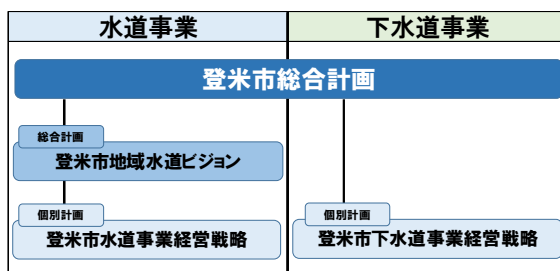 水道事業
下水道事業
登米市総合計画
総合計画
登米市地域水道ビジョン
個別計画
登米市水道事業経営戦略
個別計画
登米市下水道事業経営戦略